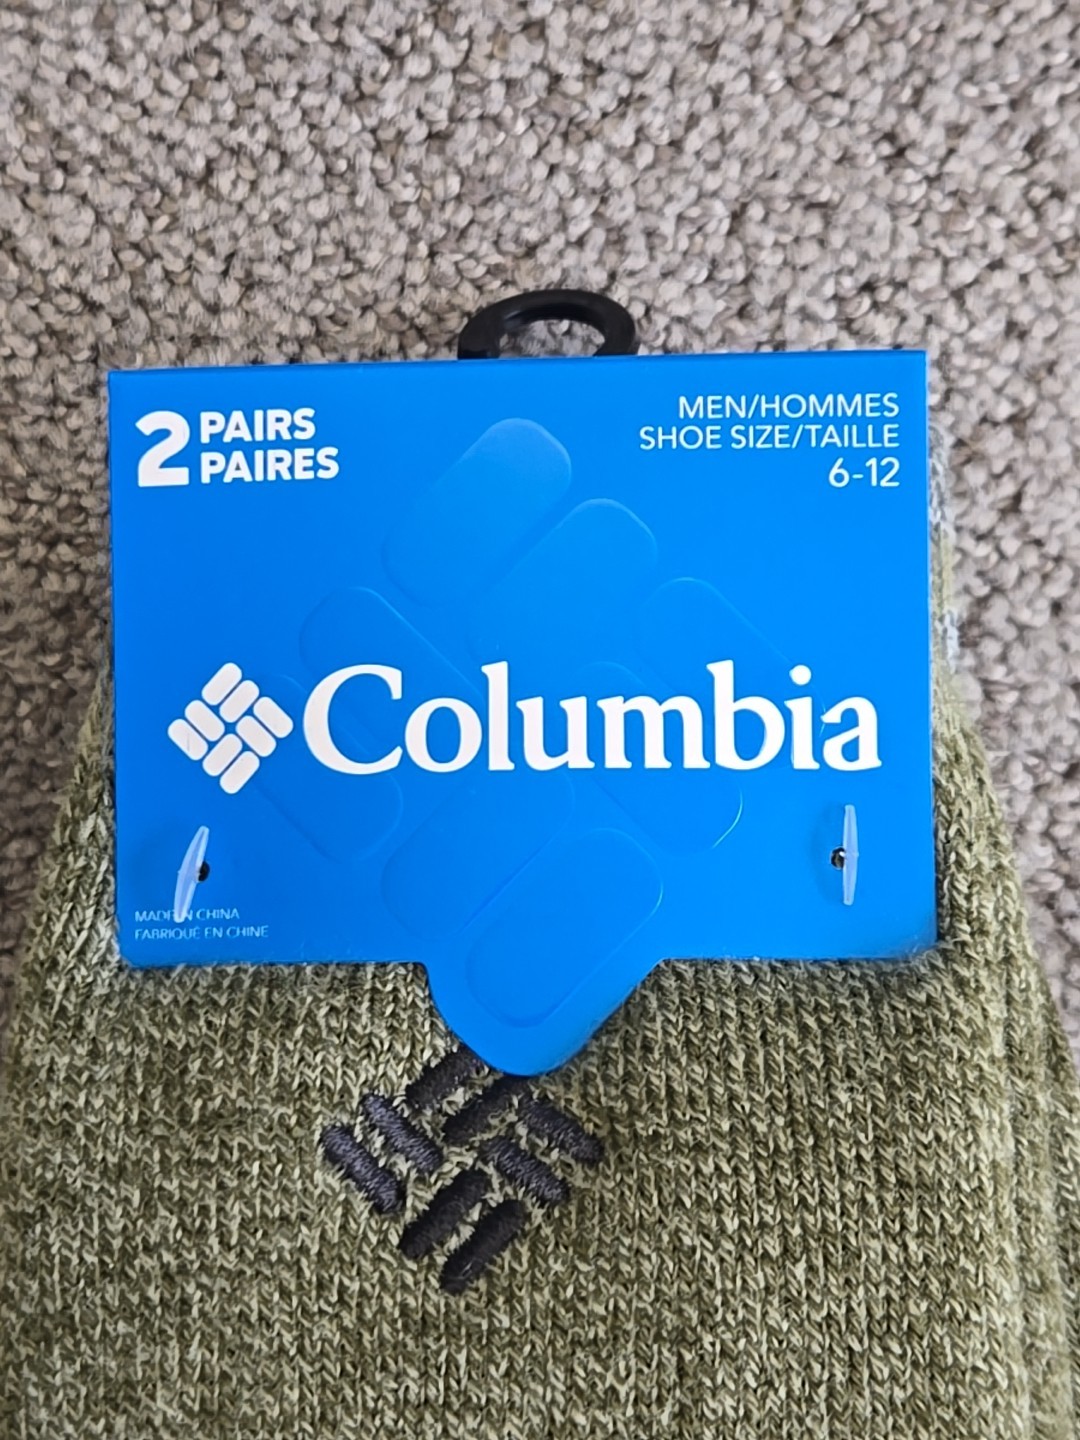 2 PAIRS
PAIRES
MEN/HOMMES
SHOE SIZE/TAILLE
6-12
Columbia
MADE IN CHINA
FABRIQUÉ EN CHINE